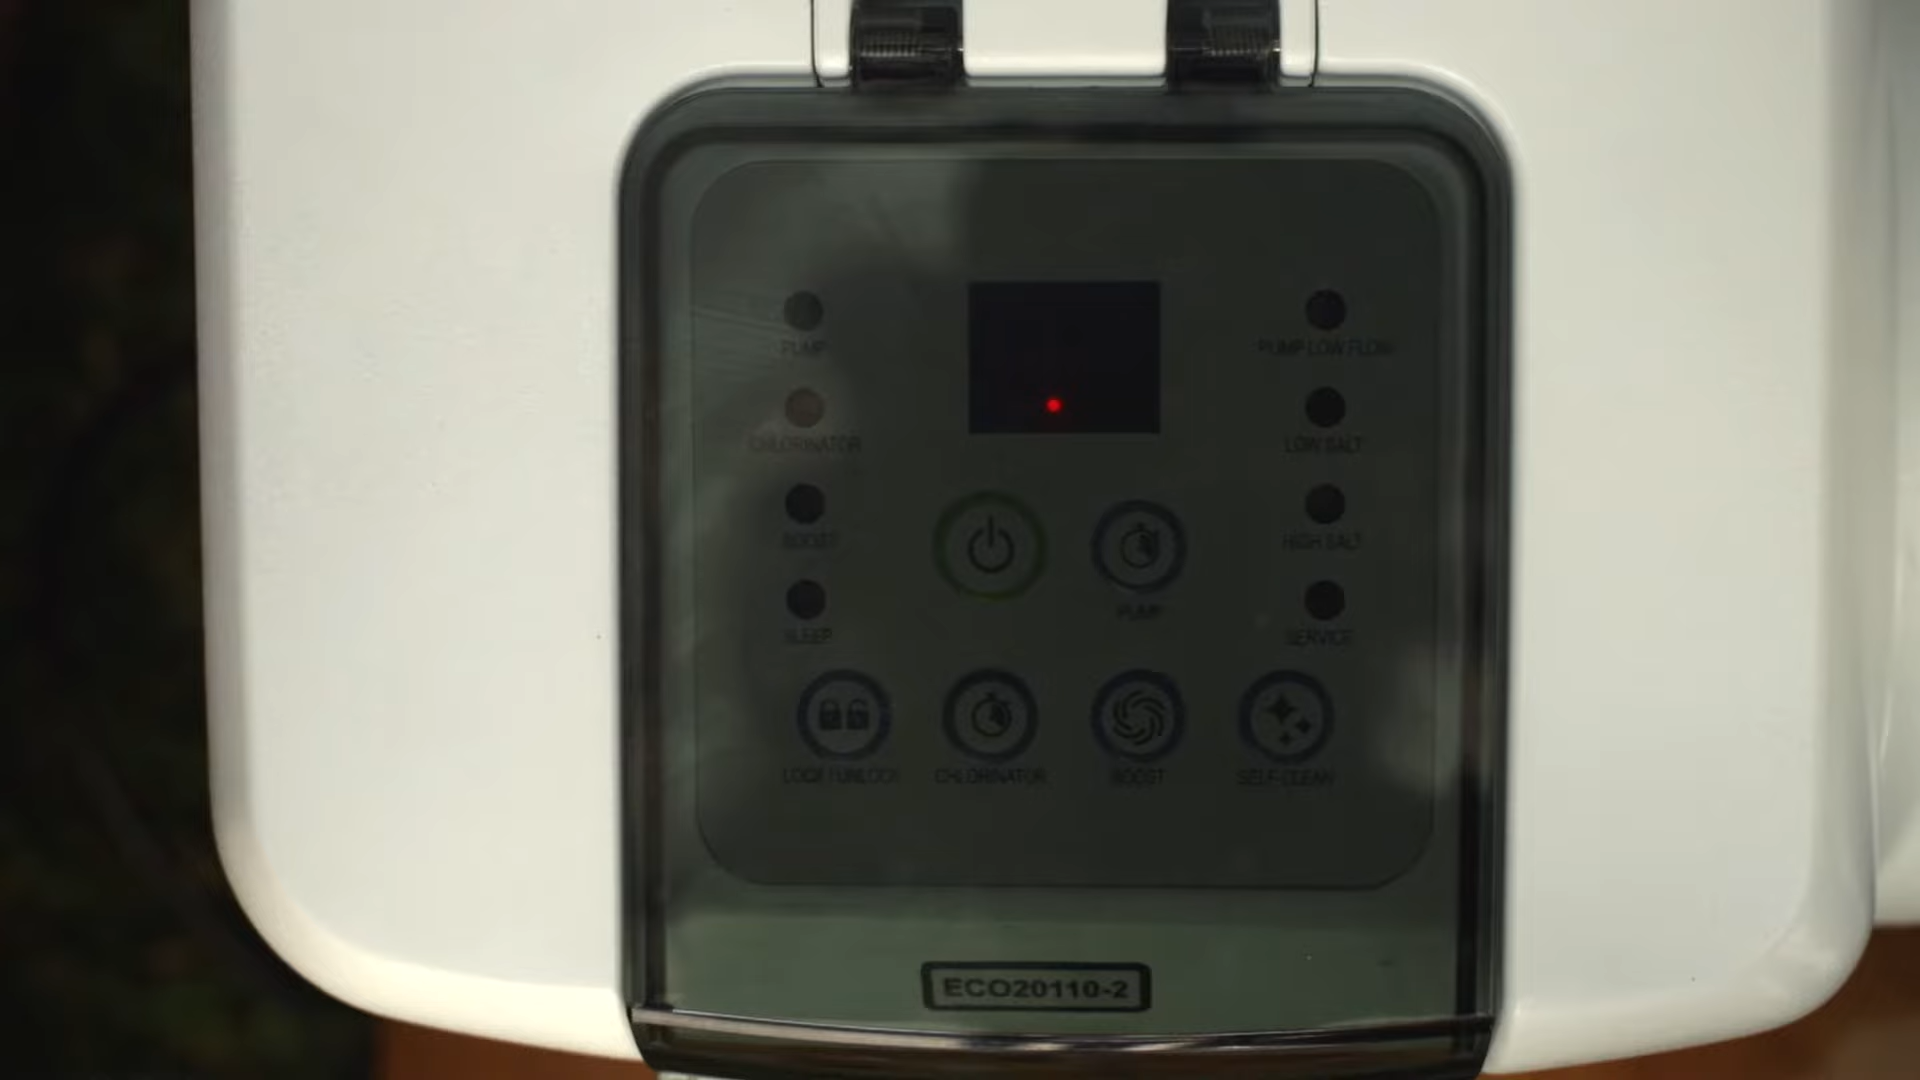 PUMP
PUMP LOW FLOW
CHLORINATOR
LOW SALT
BOOST
HIGH SALT
PUMP
SLEEP
SERVICE
LOCK / UNLOCK
CHLORINATOR
BOOST
SELF-CLEAN
ECO20110-2